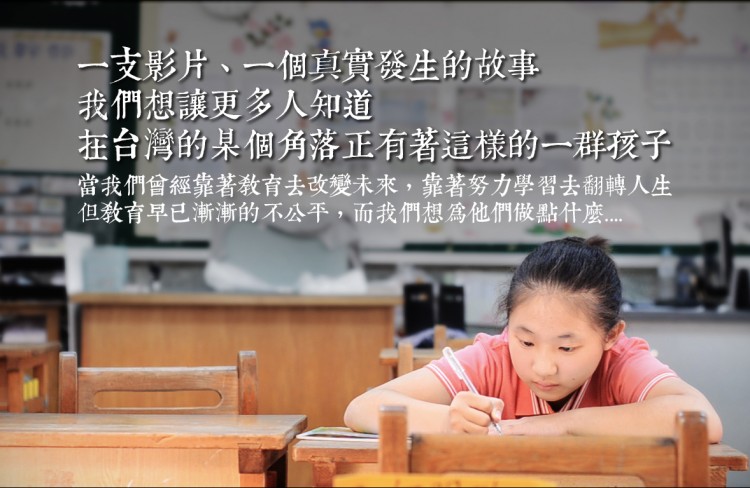 一支影片、一個真實發生的故事
我們想讓更多人知道
在台灣的某個角落正有著這樣的一群孩子
當我們曾經靠著教育去改變未來，靠著努力學習去翻轉人生
但教育早已漸漸的不公平，而我們想為他們做點什麼....